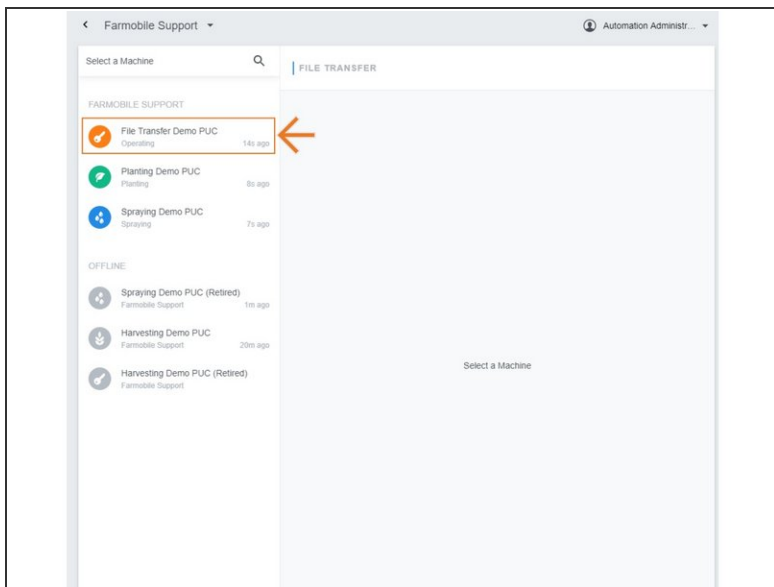 Farmobile Support
Automation Administr...
Select a Machine
FILE TRANSFER
FARMOBILE SUPPORT
File Transfer Demo PUC
Operating 14s ago
Planting Demo PUC
Planting 8s ago
Spraying Demo PUC
Spraying 7s ago
OFFLINE
Spraying Demo PUC (Retired)
Farmobile Support 1m ago
Harvesting Demo PUC
Farmobile Support 20m ago
Harvesting Demo PUC (Retired)
Farmobile Support
Select a Machine